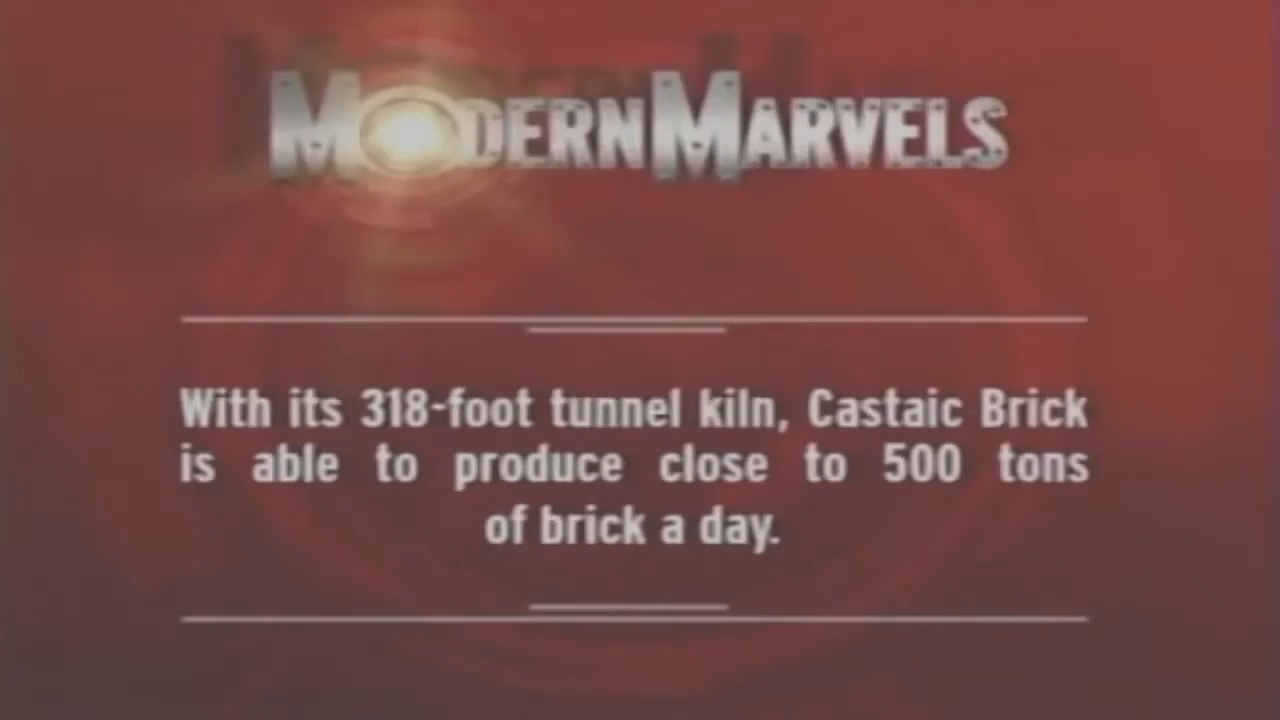 MODERN MARVELS
With its 318-foot tunnel kiln, Castaic Brick
is able to produce close to 500 tons
of brick a day.